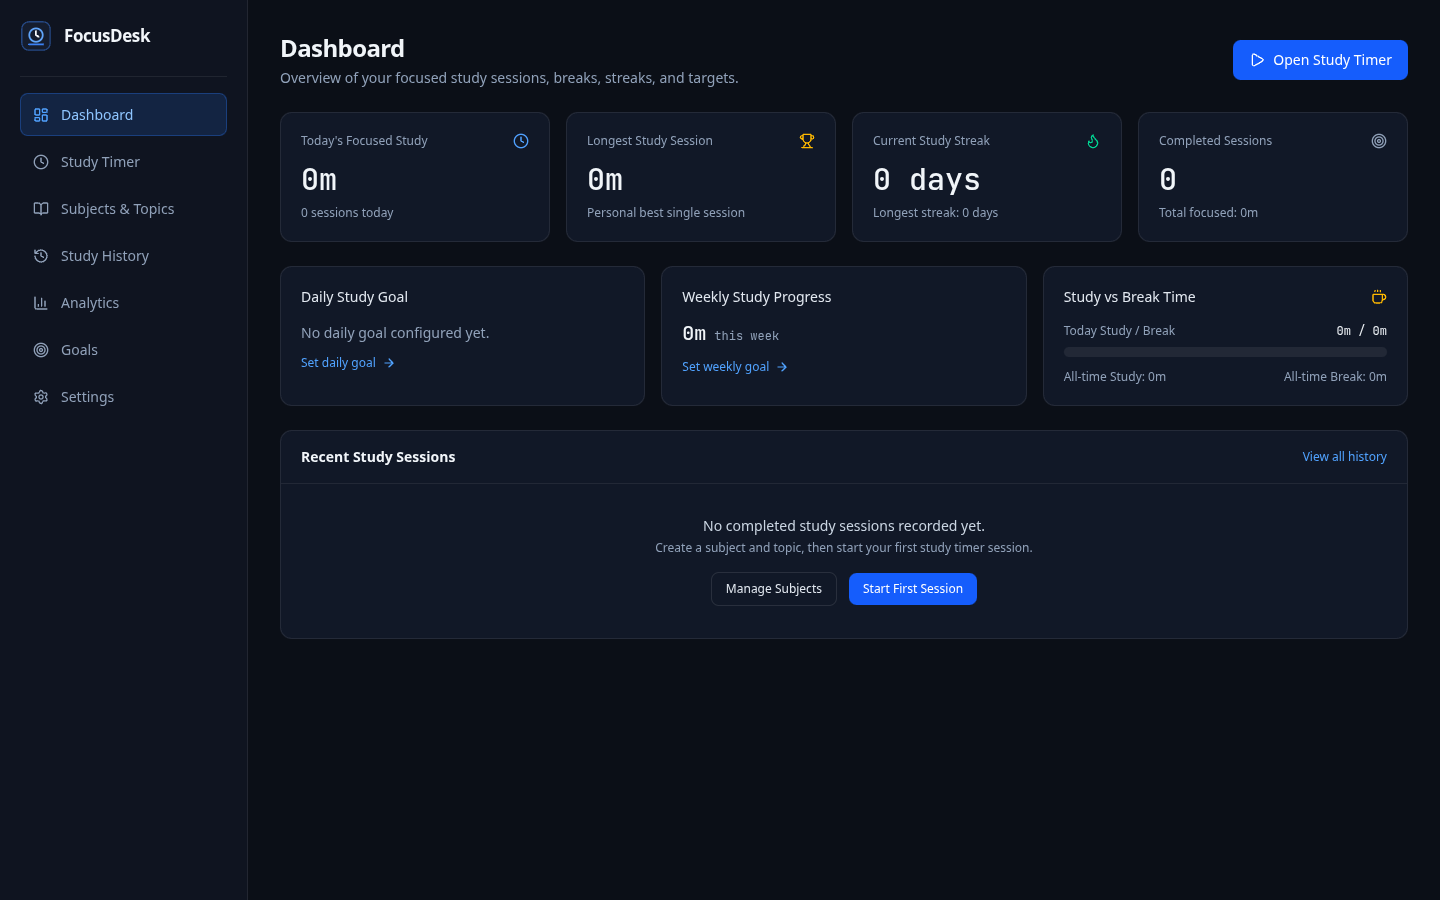 FocusDesk
Dashboard
Study Timer
Subjects & Topics
Study History
Analytics
Goals
Settings
Dashboard
Overview of your focused study sessions, breaks, streaks, and targets.
Open Study Timer
Today's Focused Study
0m
0 sessions today
Longest Study Session
0m
Personal best single session
Current Study Streak
0 days
Longest streak: 0 days
Completed Sessions
0
Total focused: 0m
Daily Study Goal
No daily goal configured yet.
Set daily goal →
Weekly Study Progress
0m this week
Set weekly goal →
Study vs Break Time
Today Study / Break 0m / 0m
All-time Study: 0m All-time Break: 0m
Recent Study Sessions
View all history
No completed study sessions recorded yet.
Create a subject and topic, then start your first study timer session.
Manage Subjects
Start First Session